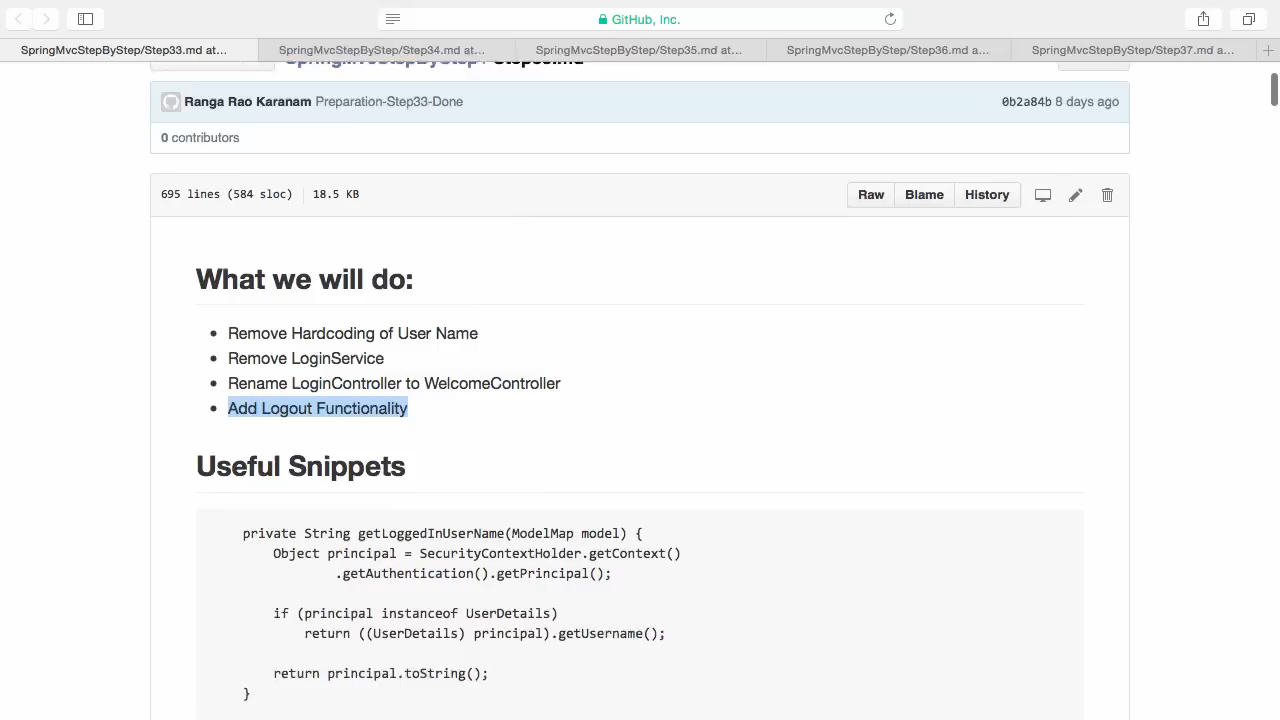 GitHub, Inc.
SpringMvcStepByStep/Step33.md at... SpringMvcStepByStep/Step34.md at... SpringMvcStepByStep/Step35.md at... SpringMvcStepByStep/Step36.md a... SpringMvcStepByStep/Step37.md a...
Ranga Rao Karanam Preparation-Step33-Done 0b2a84b 8 days ago
0 contributors
695 lines (584 sloc) 18.5 KB Raw Blame History
What we will do:
Remove Hardcoding of User Name
Remove LoginService
Rename LoginController to WelcomeController
Add Logout Functionality
Useful Snippets
private String getLoggedInUserName(ModelMap model) {
Object principal = SecurityContextHolder.getContext()
.getAuthentication().getPrincipal();
if (principal instanceof UserDetails)
return ((UserDetails) principal).getUsername();
return principal.toString();
}